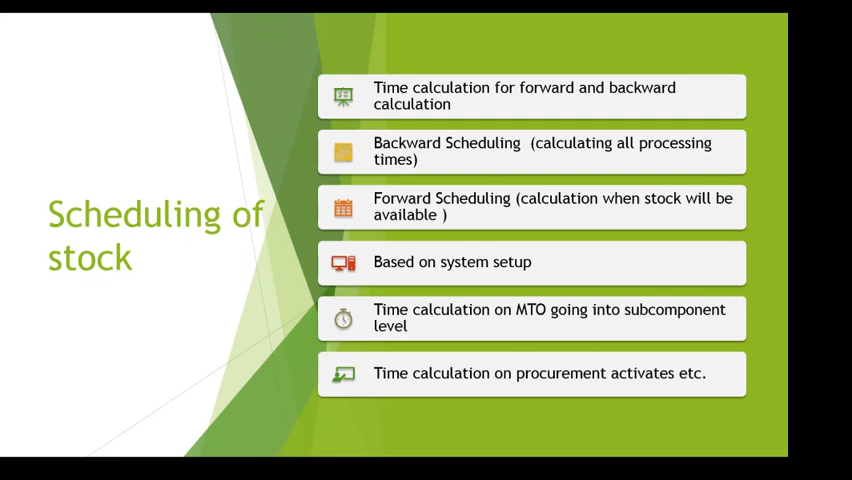 Scheduling of
stock
Time calculation for forward and backward
calculation
Backward Scheduling  (calculating all processing
times)
Forward Scheduling (calculation when stock will be
available )
Based on system setup
Time calculation on MTO going into subcomponent
level
Time calculation on procurement activates etc.